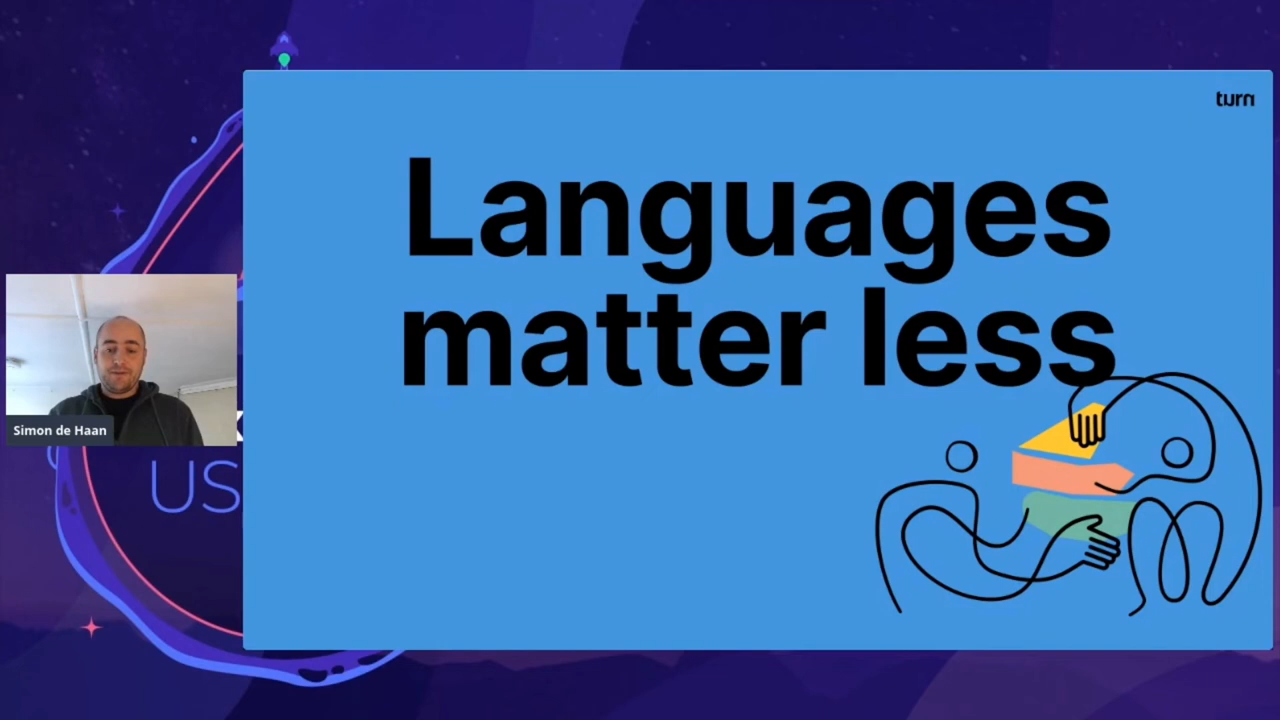 turn
Languages
matter less
Simon de Haan
US